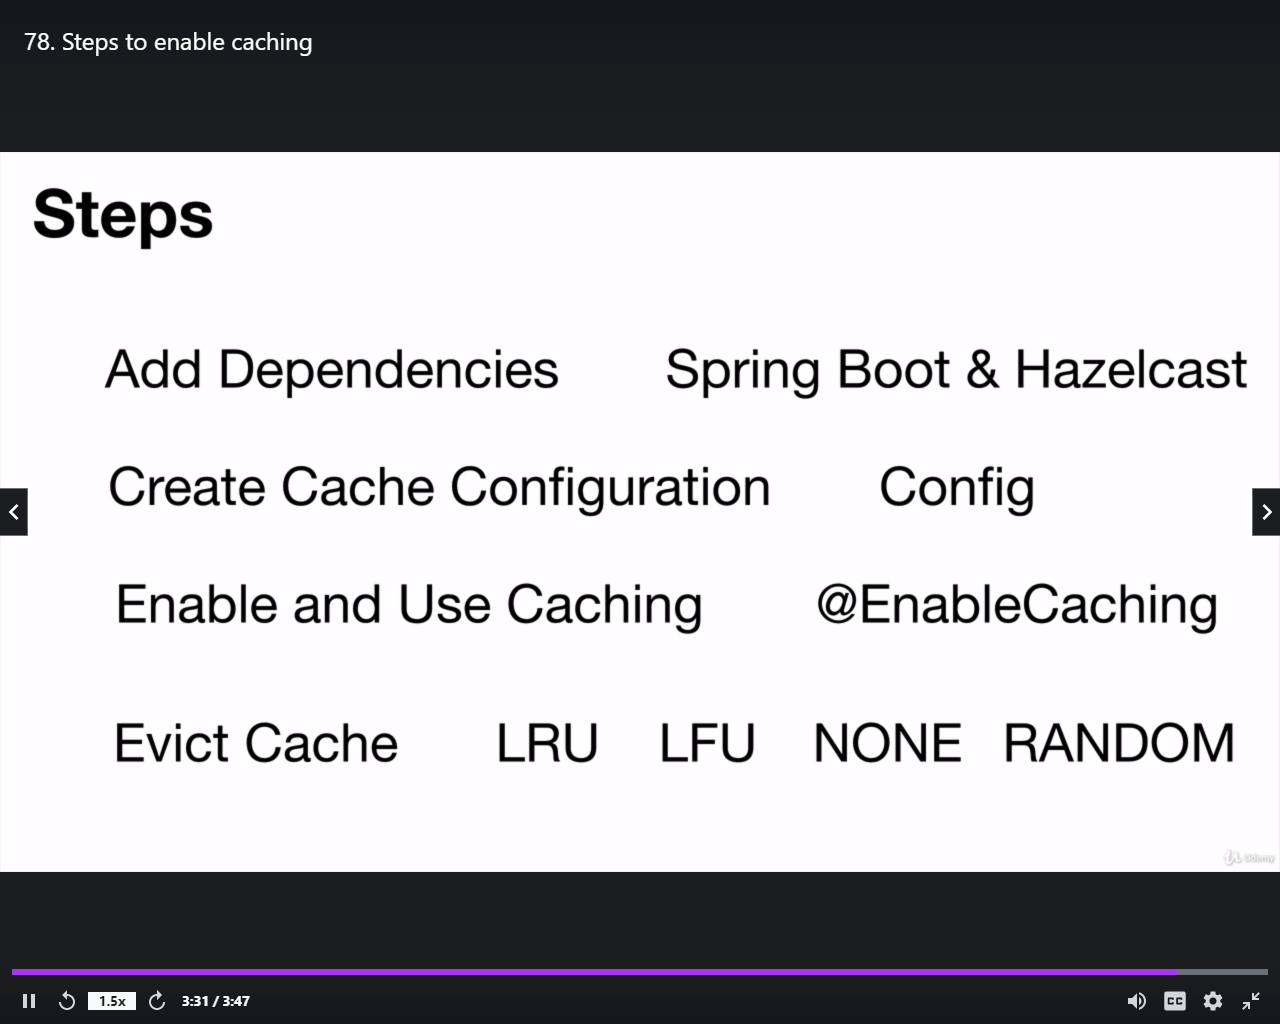 78. Steps to enable caching
Steps
Add Dependencies Spring Boot & Hazelcast
Create Cache Configuration Config
Enable and Use Caching @EnableCaching
Evict Cache LRU LFU NONE RANDOM
Udemy
1.5x 3:31 / 3:47 CC